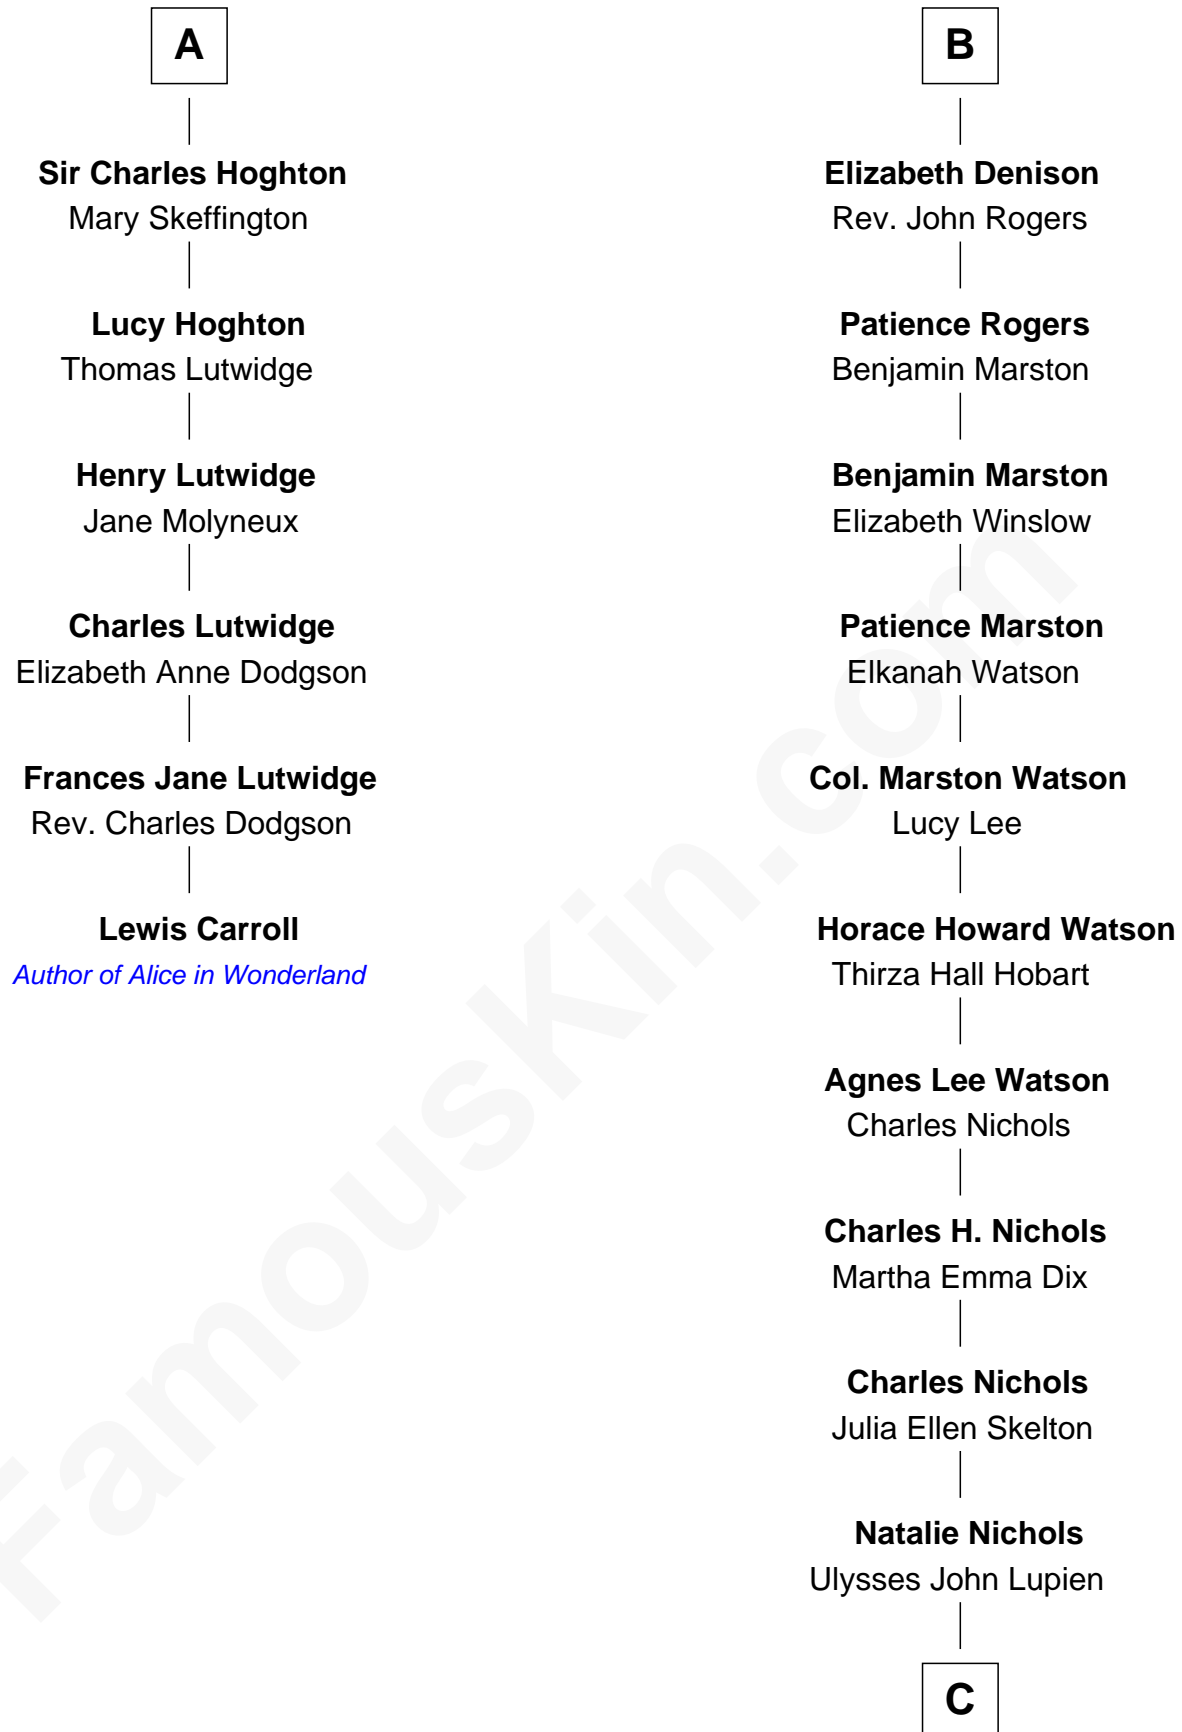 A
Sir Charles Hoghton
Mary Skeffington
Lucy Hoghton
Thomas Lutwidge
Henry Lutwidge
Jane Molyneux
Charles Lutwidge
Elizabeth Anne Dodgson
Frances Jane Lutwidge
Rev. Charles Dodgson
Lewis Carroll
Author of Alice in Wonderland
B
Elizabeth Denison
Rev. John Rogers
Patience Rogers
Benjamin Marston
Benjamin Marston
Elizabeth Winslow
Patience Marston
Elkanah Watson
Col. Marston Watson
Lucy Lee
Horace Howard Watson
Thirza Hall Hobart
Agnes Lee Watson
Charles Nichols
Charles H. Nichols
Martha Emma Dix
Charles Nichols
Julia Ellen Skelton
Natalie Nichols
Ulysses John Lupien
C
FamousKin.com